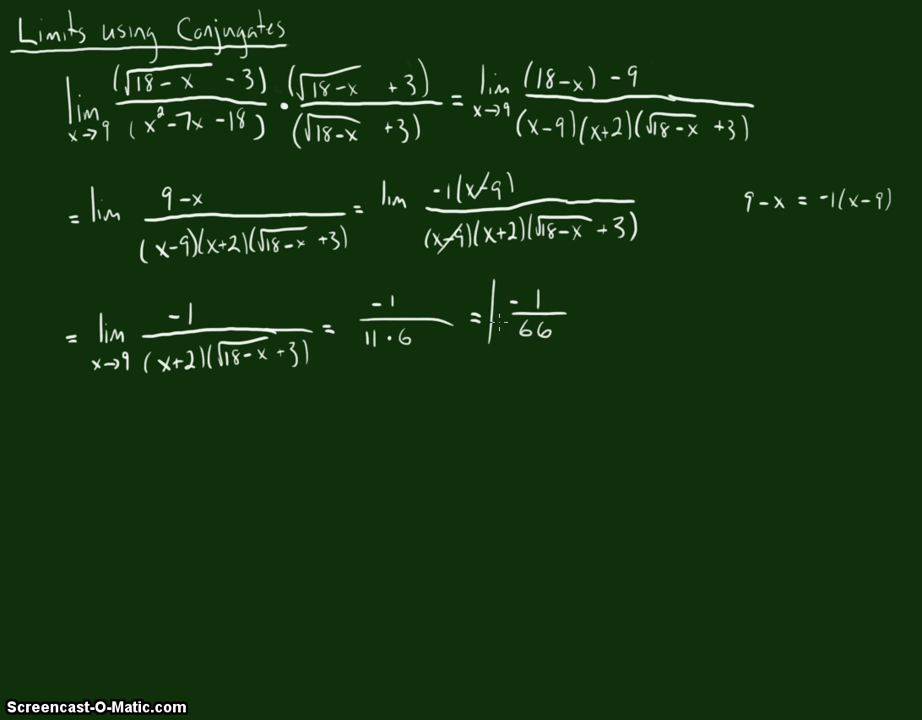 Limits using Conjugates
lim x→9 (√(18-x) -3)/(x²-7x-18) • (√(18-x) +3)/(√(18-x) +3) = lim x→9 ((18-x) -9)/((x-9)(x+2)(√(18-x) +3))
= lim (9-x)/((x-9)(x+2)(√(18-x) +3)) = lim -1(x-9)/((x-9)(x+2)(√(18-x) +3)) 9-x = -1(x-9)
= lim x→9 -1/((x+2)(√(18-x) +3)) = -1/(11·6) = -1/66
Screencast-O-Matic.com